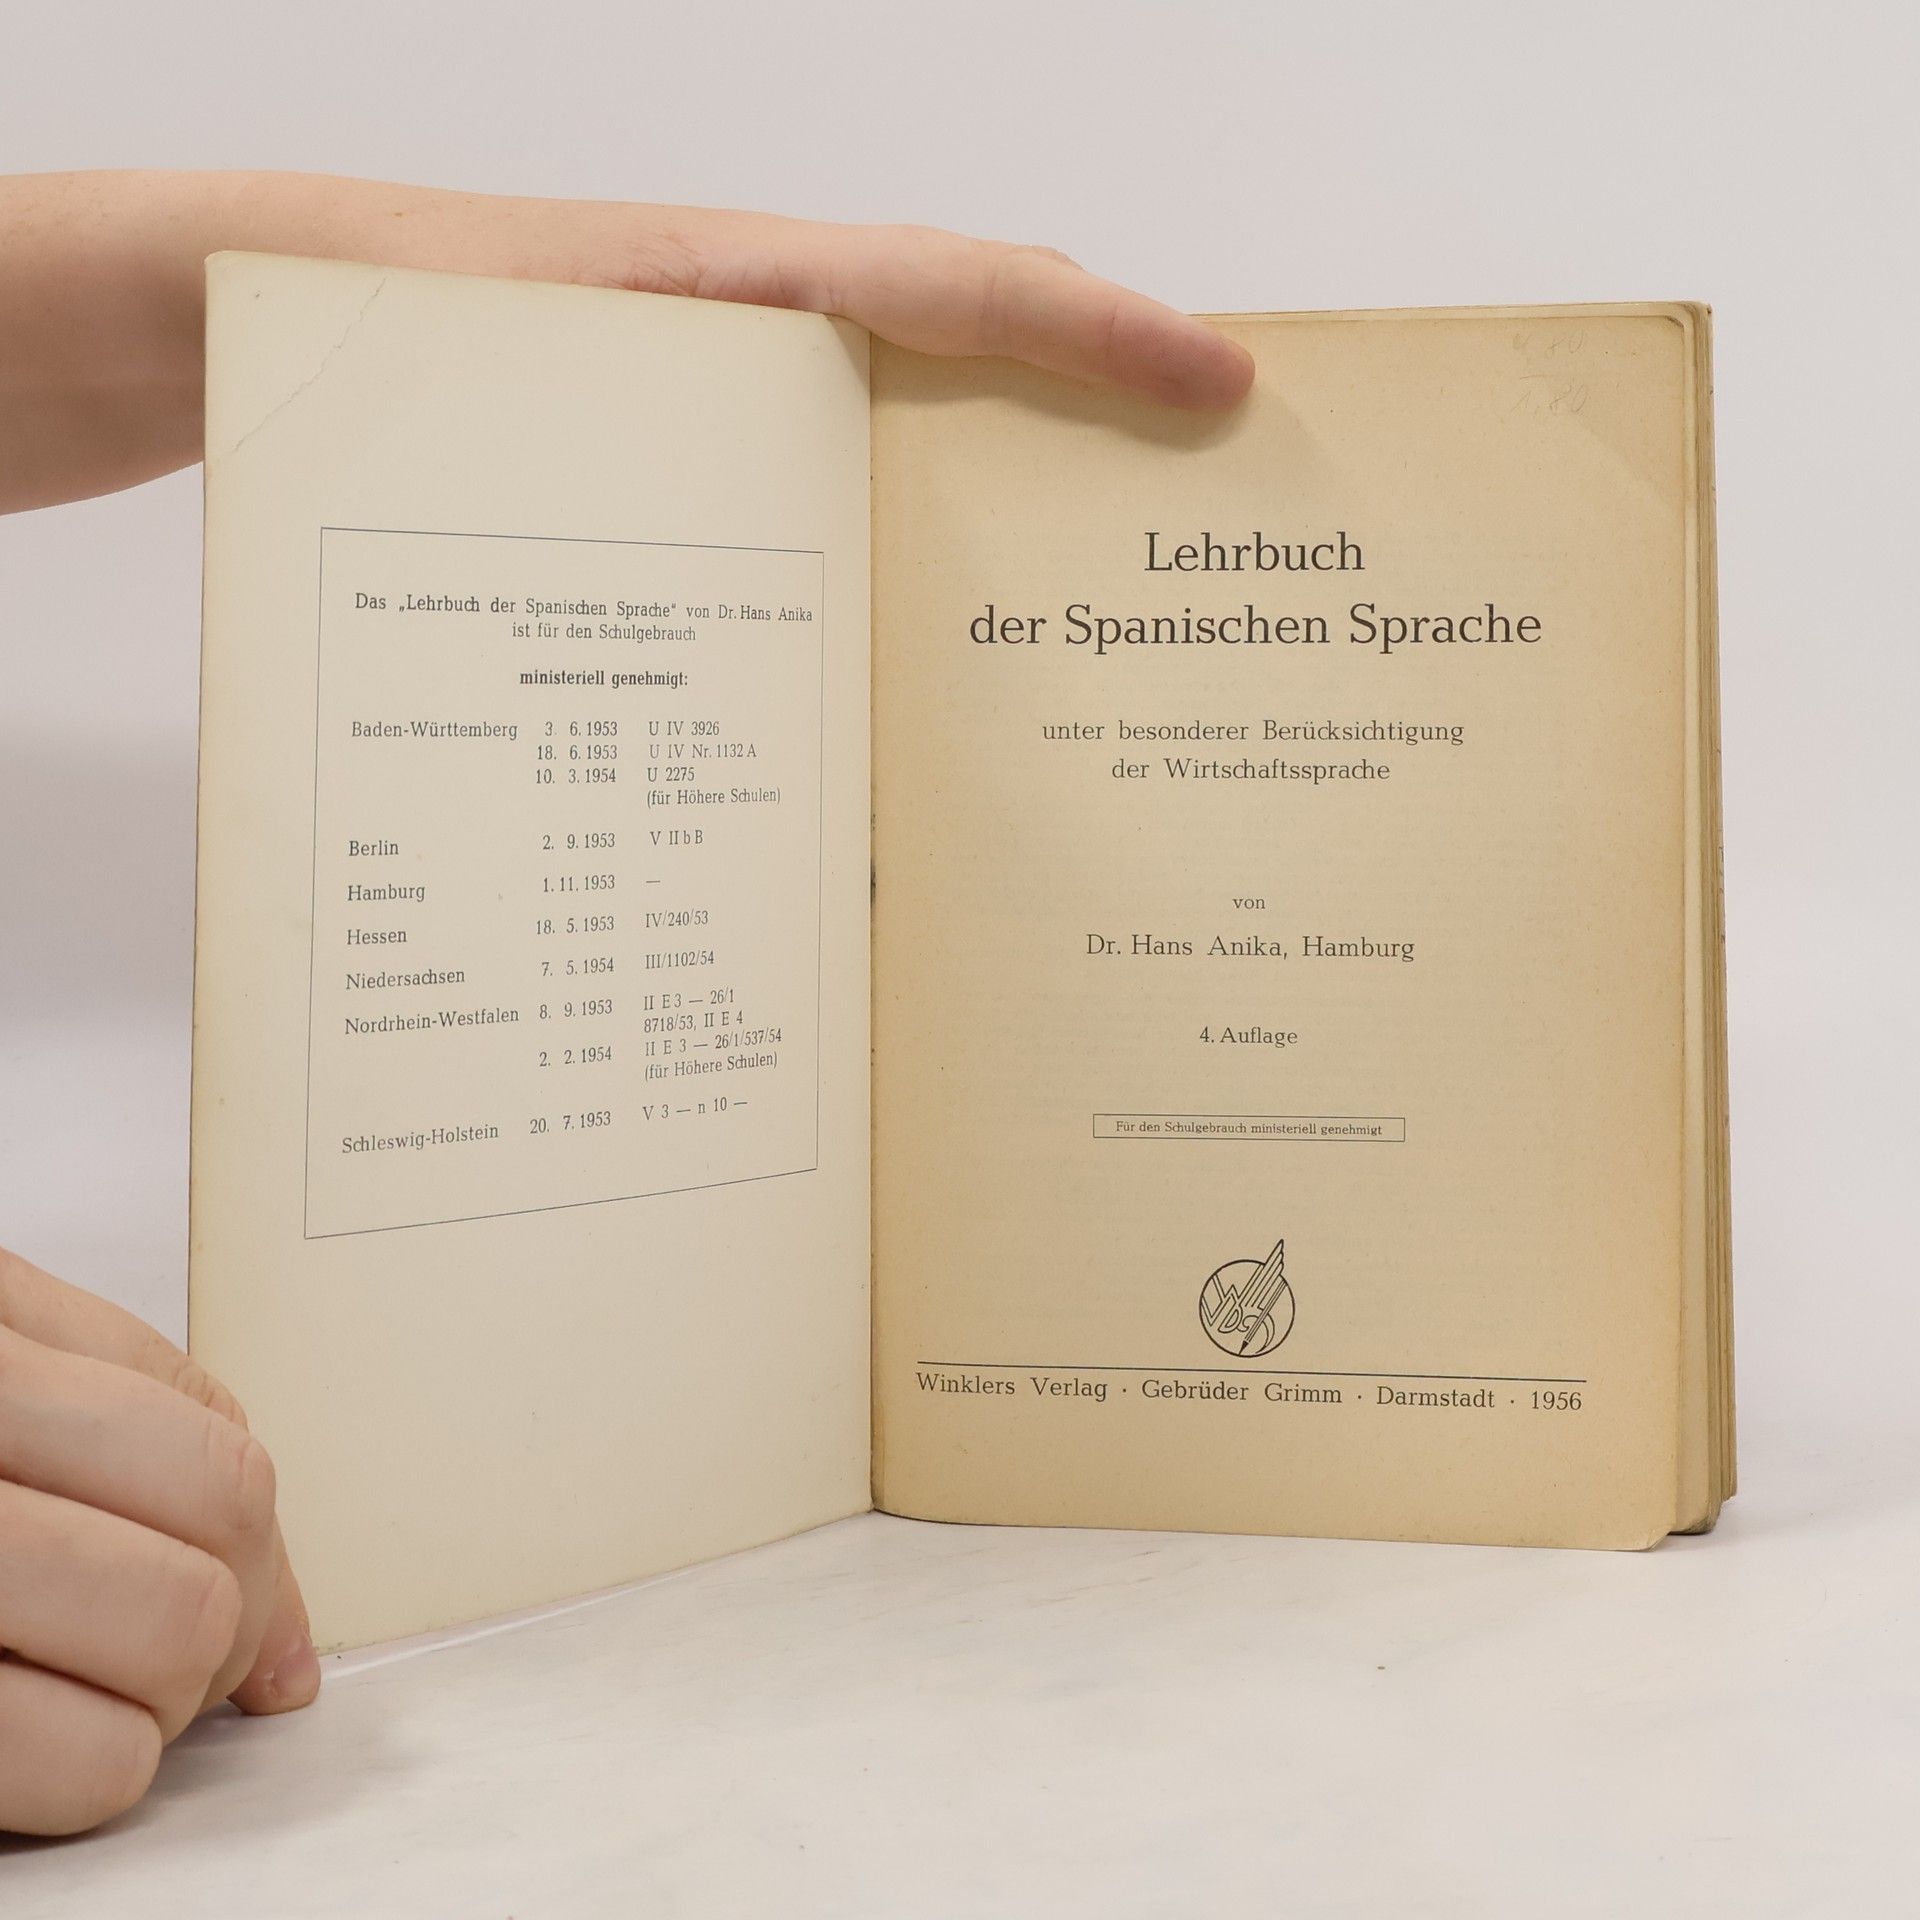 Das „Lehrbuch der Spanischen Sprache“ von Dr. Hans Anika
ist für den Schulgebrauch
ministeriell genehmigt:
Baden-Württemberg 3. 6. 1953 U IV 3926
18. 6. 1953 U IV Nr. 1132 A
10. 3. 1954 U 2275
(für Höhere Schulen)
Berlin 2. 9. 1953 V II b B
Hamburg 1. 11. 1953 —
Hessen 18. 5. 1953 IV/240/53
Niedersachsen 7. 5. 1954 III/1102/54
Nordrhein-Westfalen 8. 9. 1953 II E 3 — 26/1
8718/53, II E 4
2. 2. 1954 II E 3 — 26/1/537/54
(für Höhere Schulen)
Schleswig-Holstein 20. 7. 1953 V 3 — n 10 —
1,80
Lehrbuch
der Spanischen Sprache
unter besonderer Berücksichtigung
der Wirtschaftssprache
von
Dr. Hans Anika, Hamburg
4. Auflage
Für den Schulgebrauch ministeriell genehmigt
Winklers Verlag · Gebrüder Grimm · Darmstadt · 1956